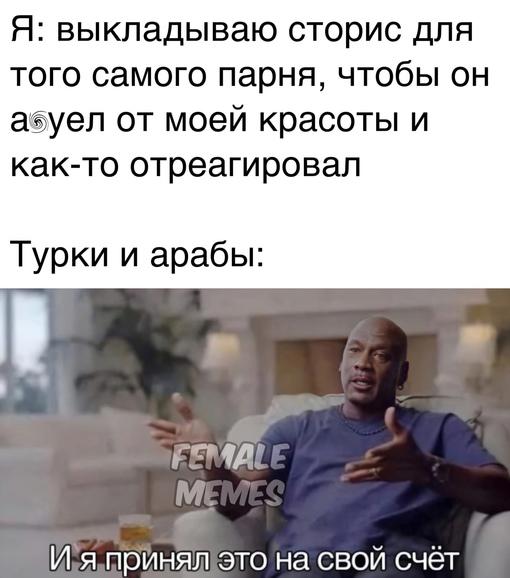 Я: выкладываю сторис для
того самого парня, чтобы он
а уел от моей красоты и
как-то отреагировал
Турки и арабы:
FEMALE
MEMES
И я принял это на свой счёт